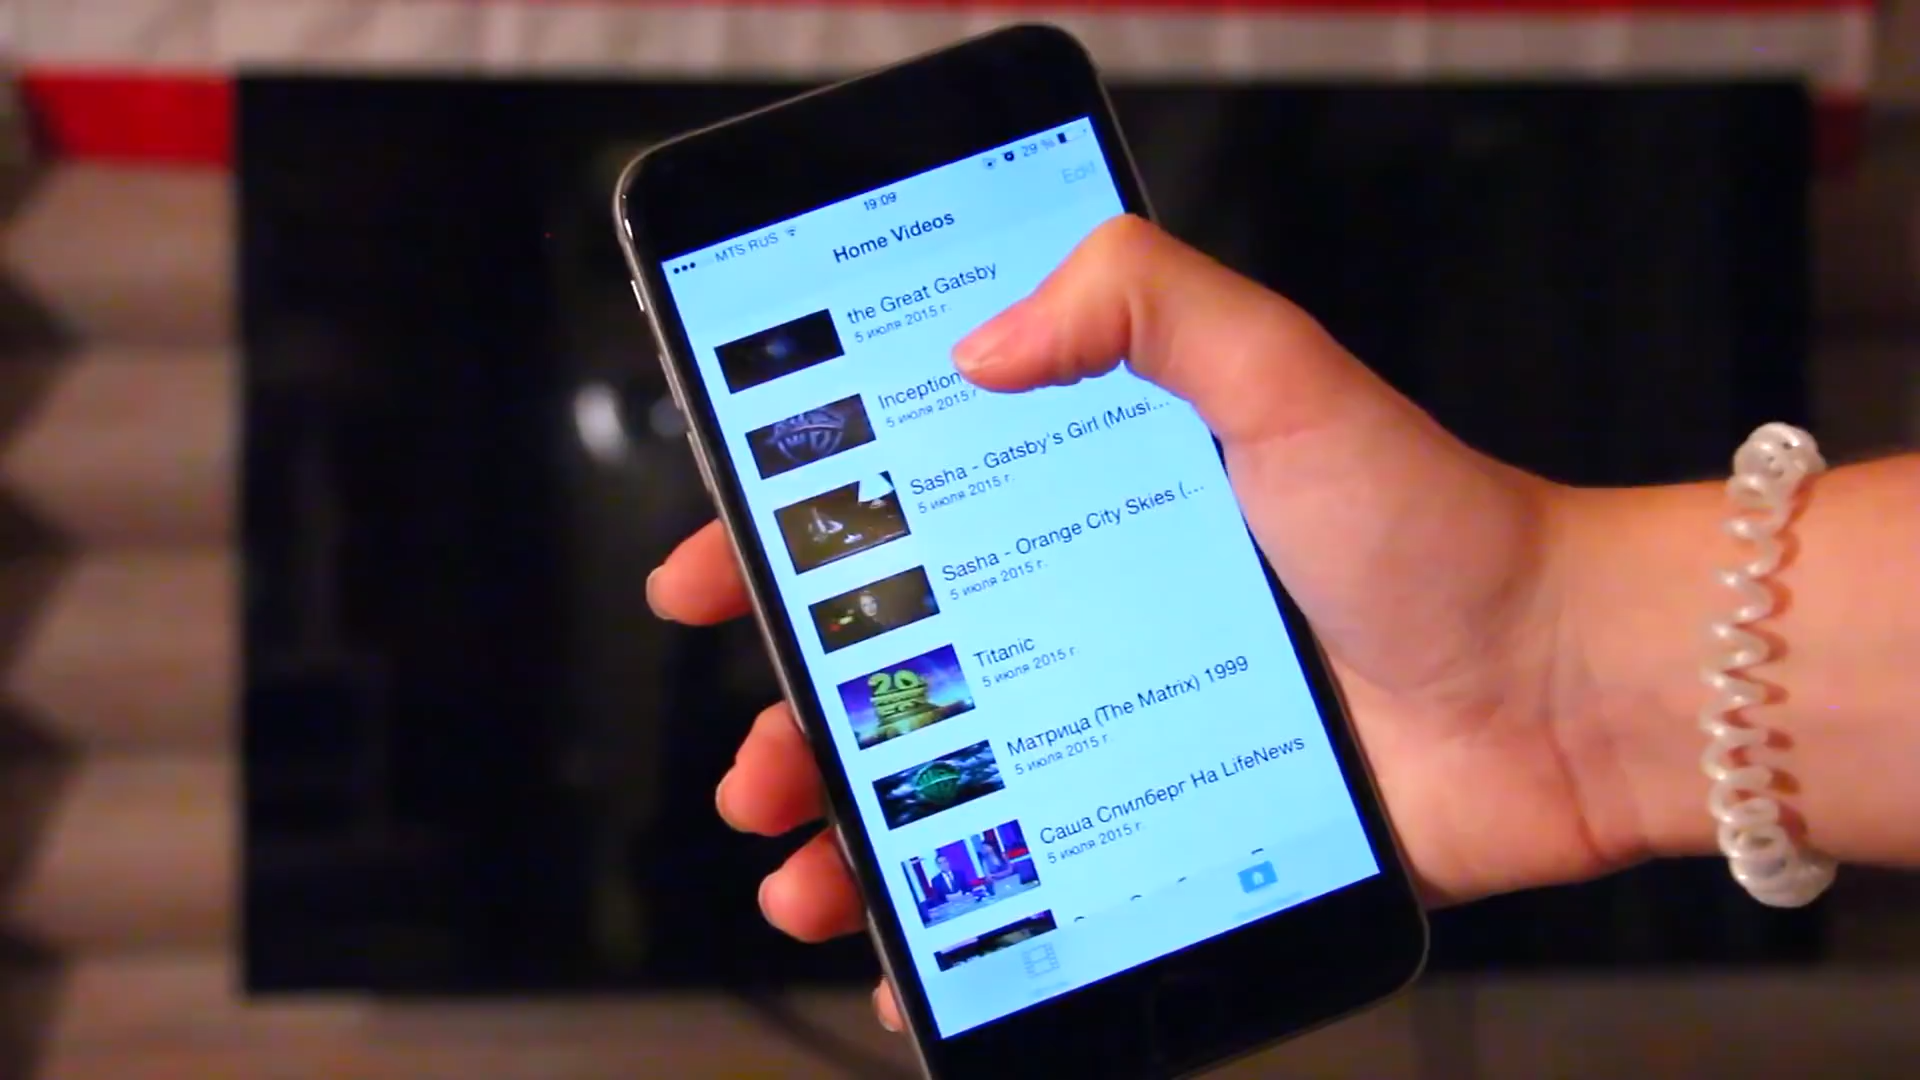 MTS RUS
19:09
29 %
Edit
Home Videos
the Great Gatsby
5 июля 2015 г.
Inception
5 июля 2015 г
Sasha - Gatsby's Girl (Musi...
5 июля 2015 г.
Sasha - Orange City Skies (...
5 июля 2015 г.
20
Titanic
5 июля 2015 г.
Матрица (The Matrix) 1999
5 июля 2015 г.
Саша Спилберг На LifeNews
5 июля 2015 г.